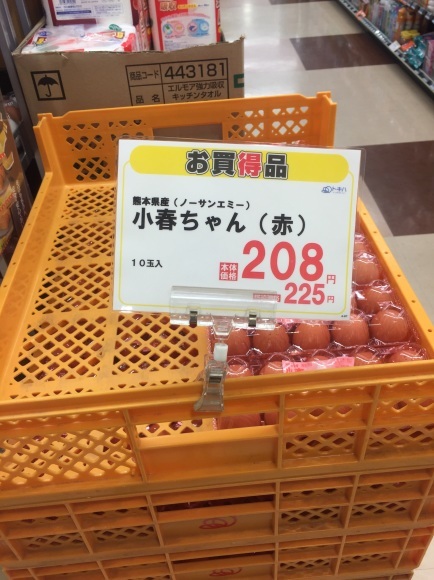 商品コード 443181
品名 エルモア強力吸収
キッチンタオル
お買得品
熊本県産（ノーサンエミー）
小春ちゃん（赤）
10玉入
本体価格 208円
225円